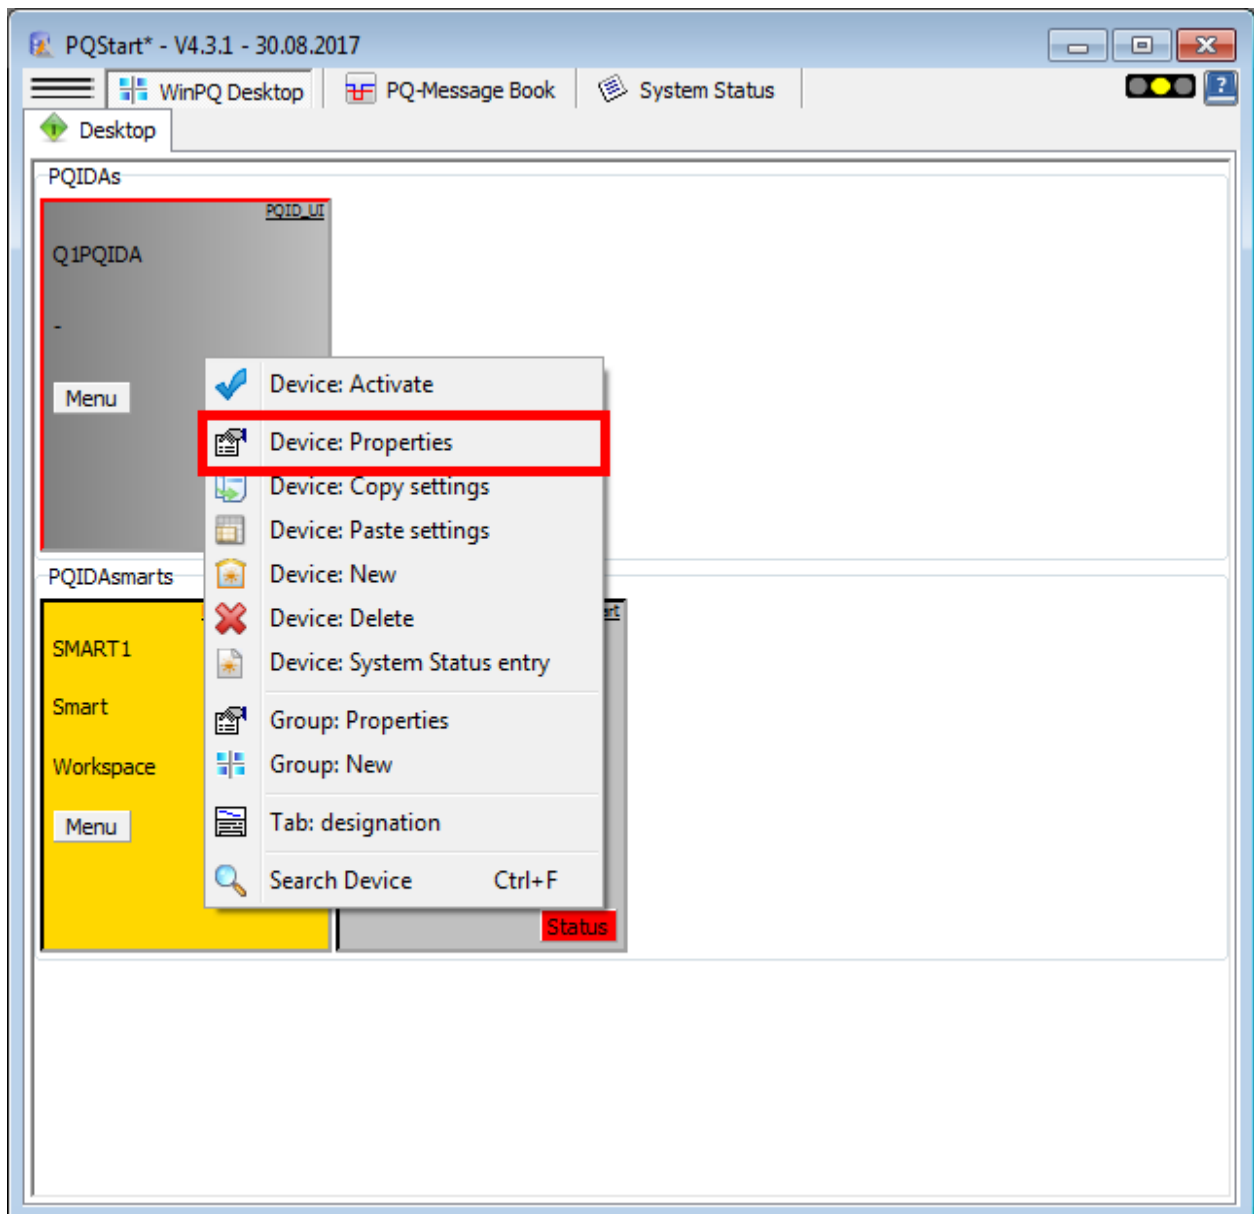 PQStart* - V4.3.1 - 30.08.2017
WinPQ Desktop
PQ-Message Book
System Status
Desktop
PQIDAs
PQID_UI
Q1PQIDA
-
Menu
Device: Activate
Device: Properties
Device: Copy settings
Device: Paste settings
Device: New
Device: Delete
Device: System Status entry
Group: Properties
Group: New
Tab: designation
Search Device Ctrl+F
PQIDAsmarts
SMART1
Smart
Workspace
Menu
Status